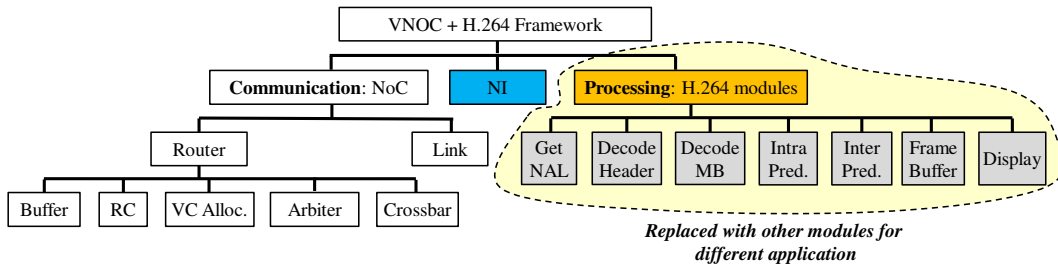 VNOC + H.264 Framework
Communication: NoC
NI
Processing: H.264 modules
Router
Link
Get
NAL
Decode
Header
Decode
MB
Intra
Pred.
Inter
Pred.
Frame
Buffer
Display
Buffer
RC
VC Alloc.
Arbiter
Crossbar
Replaced with other modules for
different application